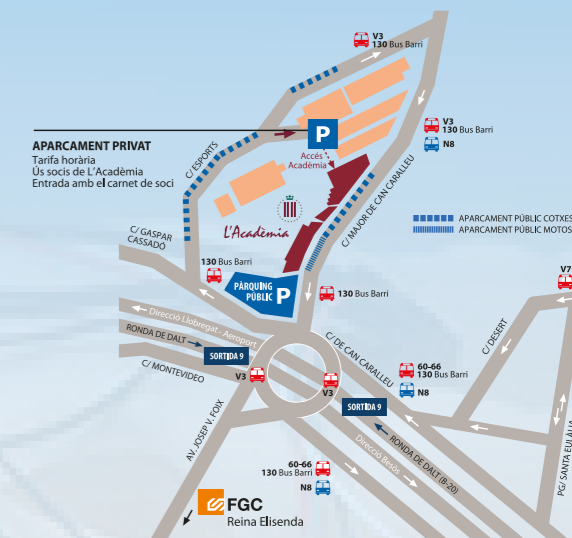 V3
130 Bus Barri
V3
130 Bus Barri
N8
P
APARCAMENT PRIVAT
Tarifa horària
Ús socis de L'Acadèmia
Entrada amb el carnet de soci
Accés
Acadèmia
C/ ESPORTS
C/ MAJOR DE CAN CARALLEU
L'Acadèmia
APARCAMENT PÚBLIC COTXES
APARCAMENT PÚBLIC MOTOS
C/ GASPAR
CASSADÓ
130 Bus Barri
PÀRQUING
PÚBLIC P
130 Bus Barri
V7
Direcció Llobregat - Aeroport
RONDA DE DALT
SORTIDA 9
C/ MONTEVIDEO
V3
V3
C/ DE CAN CARALLEU
C/ DESERT
60-66
130 Bus Barri
N8
SORTIDA 9
AV. JOSEP V. FOIX
RONDA DE DALT (B-20)
Direcció Besòs
PG/ SANTA EULÀLIA
60-66
130 Bus Barri
N8
FGC
Reina Elisenda